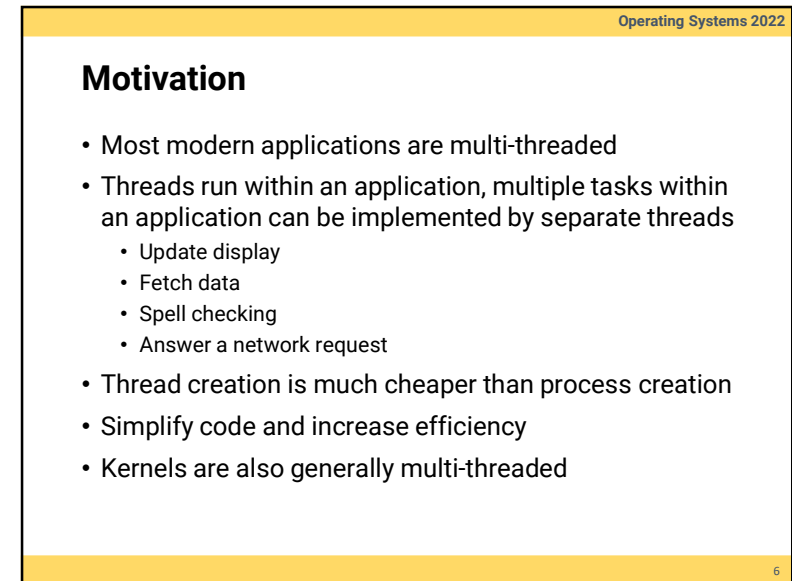 Operating Systems 2022
Motivation
• Most modern applications are multi-threaded
• Threads run within an application, multiple tasks within
an application can be implemented by separate threads
• Update display
• Fetch data
• Spell checking
• Answer a network request
• Thread creation is much cheaper than process creation
• Simplify code and increase efficiency
• Kernels are also generally multi-threaded
6